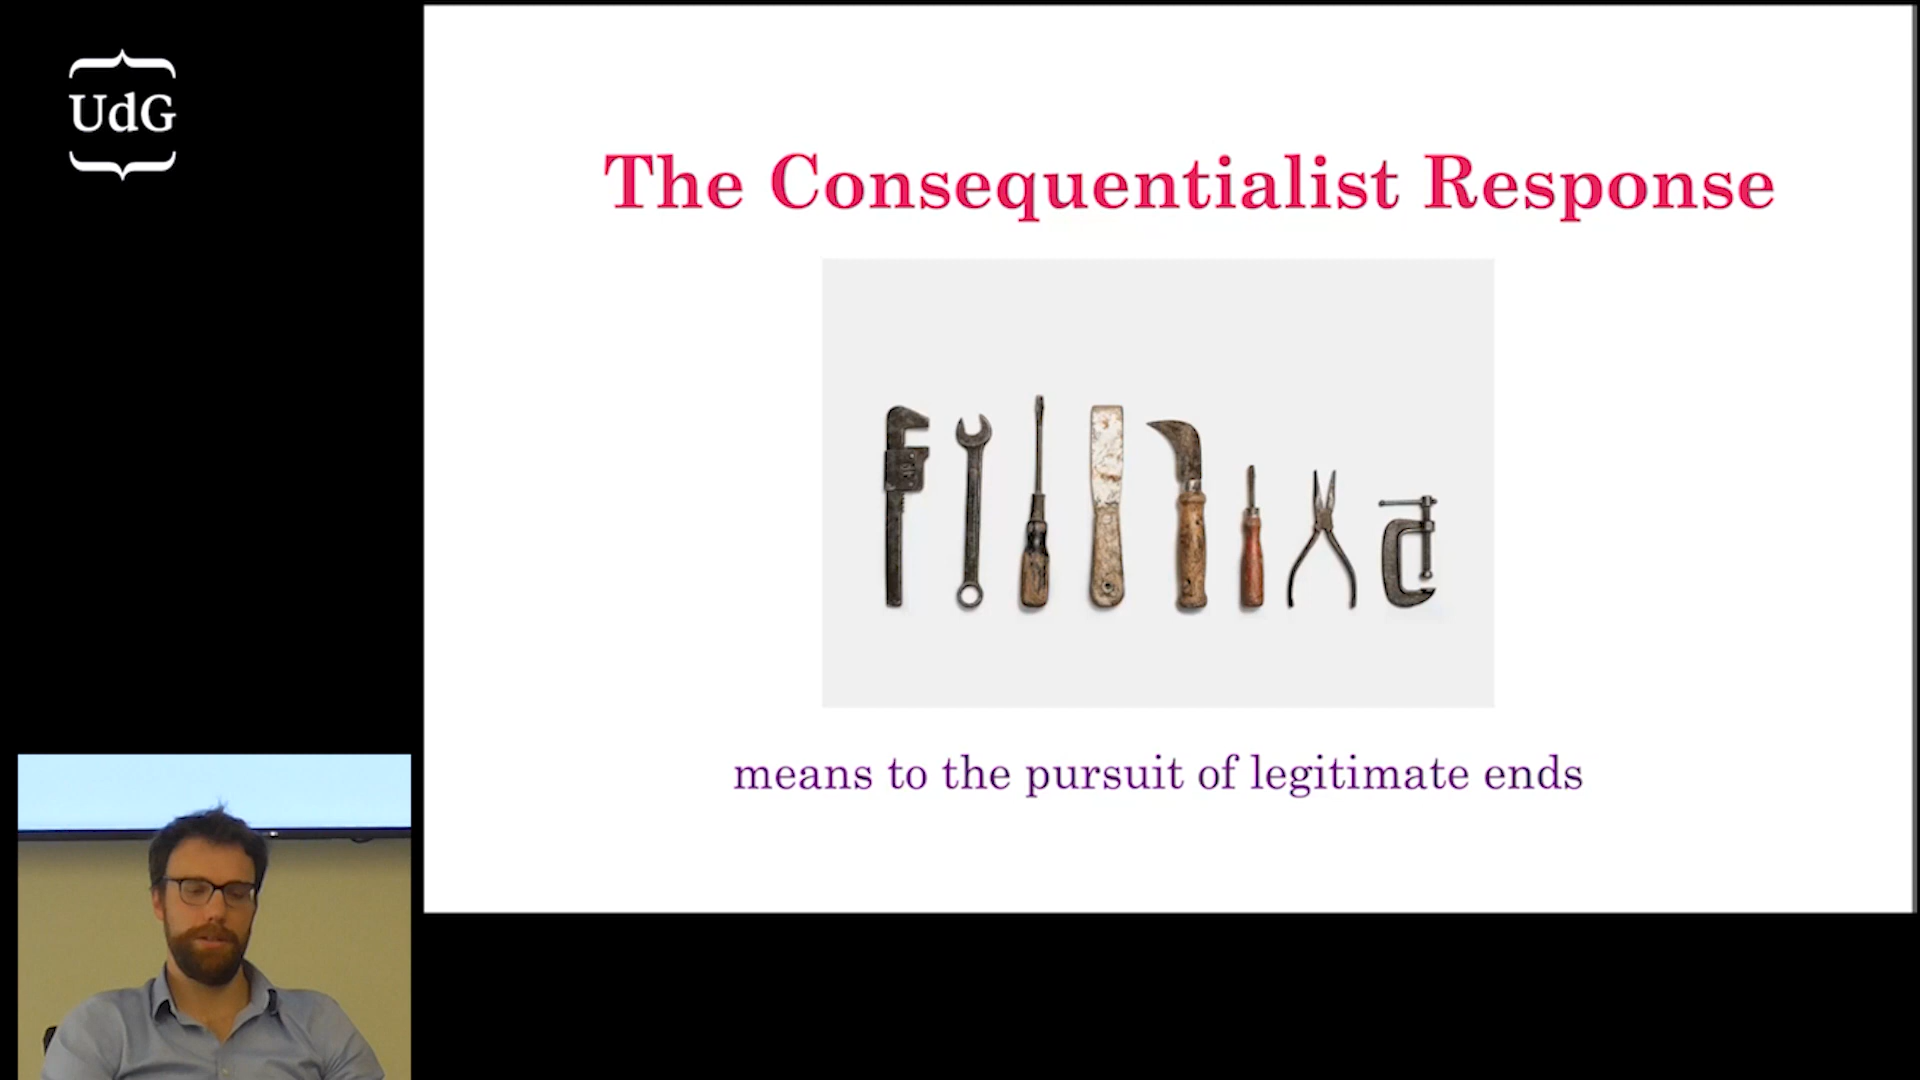 UdG
The Consequentialist Response
means to the pursuit of legitimate ends